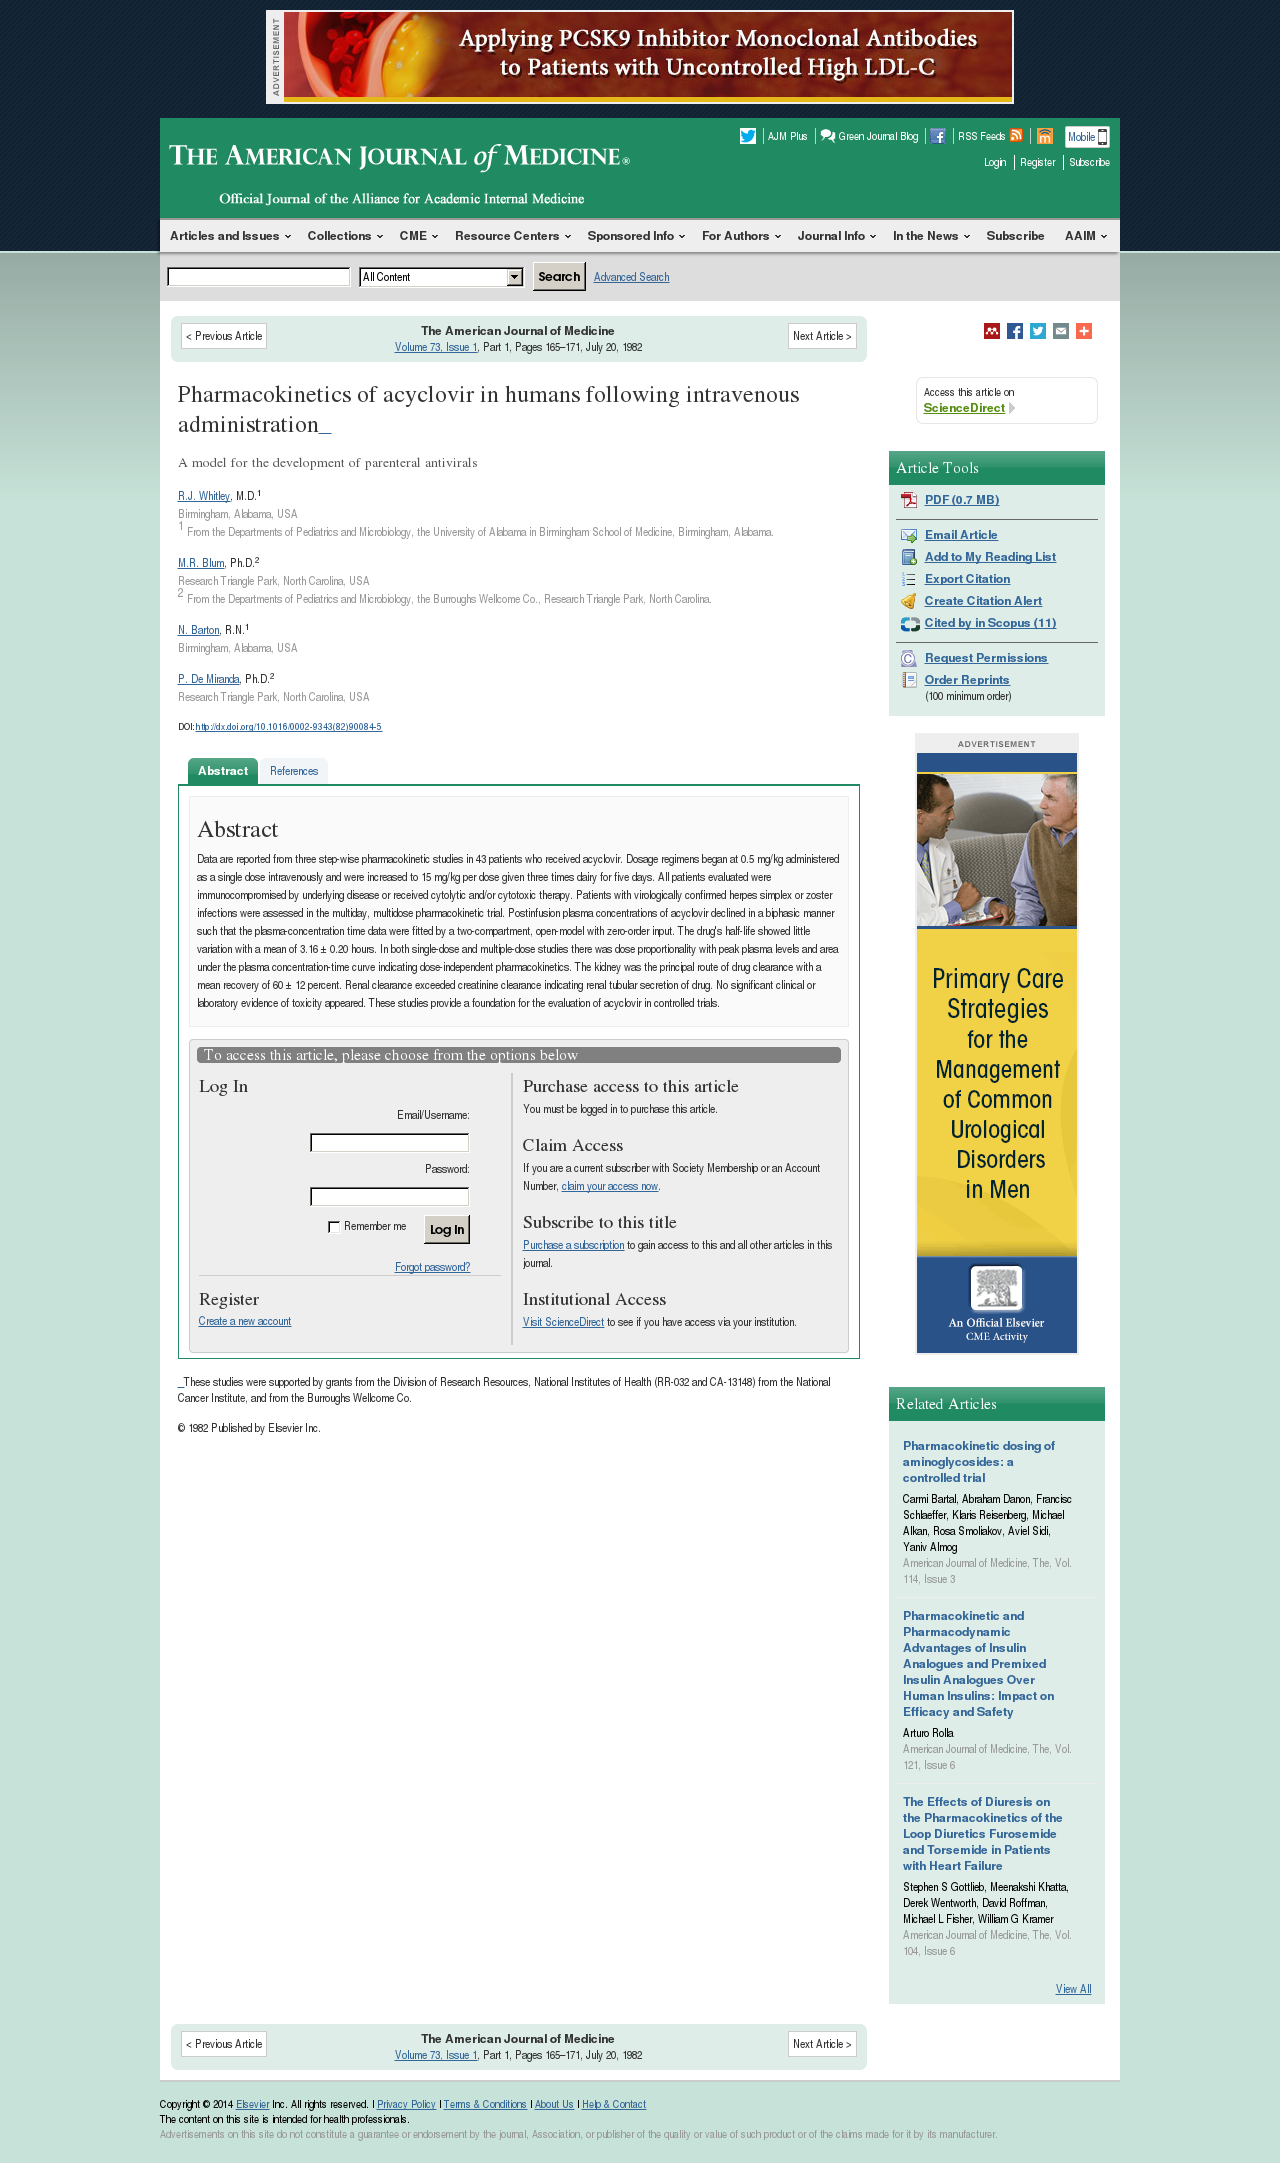 ADVERTISEMENT
Applying PCSK9 Inhibitor Monoclonal Antibodies
to Patients with Uncontrolled High LDL-C
AJM Plus
Green Journal Blog
RSS Feeds
Mobile
Login
Register
Subscribe
THE AMERICAN JOURNAL of MEDICINE®
Official Journal of the Alliance for Academic Internal Medicine
Articles and Issues
Collections
CME
Resource Centers
Sponsored Info
For Authors
Journal Info
In the News
Subscribe
AAIM
All Content
Search
Advanced Search
< Previous Article
The American Journal of Medicine
Volume 73, Issue 1, Part 1, Pages 165–171, July 20, 1982
Next Article >
Pharmacokinetics of acyclovir in humans following intravenous
administration_
A model for the development of parenteral antivirals
R.J. Whitley, M.D.1
Birmingham, Alabama, USA
1 From the Departments of Pediatrics and Microbiology, the University of Alabama in Birmingham School of Medicine, Birmingham, Alabama.
M.R. Blum, Ph.D.2
Research Triangle Park, North Carolina, USA
2 From the Departments of Pediatrics and Microbiology, the Burroughs Wellcome Co., Research Triangle Park, North Carolina.
N. Barton, R.N.1
Birmingham, Alabama, USA
P. De Miranda, Ph.D.2
Research Triangle Park, North Carolina, USA
DOI: http://dx.doi.org/10.1016/0002-9343(82)90084-5
Abstract
References
Abstract
Data are reported from three step-wise pharmacokinetic studies in 43 patients who received acyclovir. Dosage regimens began at 0.5 mg/kg administered
as a single dose intravenously and were increased to 15 mg/kg per dose given three times dairy for five days. All patients evaluated were
immunocompromised by underlying disease or received cytolytic and/or cytotoxic therapy. Patients with virologically confirmed herpes simplex or zoster
infections were assessed in the multiday, multidose pharmacokinetic trial. Postinfusion plasma concentrations of acyclovir declined in a biphasic manner
such that the plasma-concentration time data were fitted by a two-compartment, open-model with zero-order input. The drug's half-life showed little
variation with a mean of 3.16 ± 0.20 hours. In both single-dose and multiple-dose studies there was dose proportionality with peak plasma levels and area
under the plasma concentration-time curve indicating dose-independent pharmacokinetics. The kidney was the principal route of drug clearance with a
mean recovery of 60 ± 12 percent. Renal clearance exceeded creatinine clearance indicating renal tubular secretion of drug. No significant clinical or
laboratory evidence of toxicity appeared. These studies provide a foundation for the evaluation of acyclovir in controlled trials.
To access this article, please choose from the options below
Log In
Email/Username:
Password:
Remember me
Log In
Forgot password?
Register
Create a new account
Purchase access to this article
You must be logged in to purchase this article.
Claim Access
If you are a current subscriber with Society Membership or an Account
Number, claim your access now.
Subscribe to this title
Purchase a subscription to gain access to this and all other articles in this
journal.
Institutional Access
Visit ScienceDirect to see if you have access via your institution.
_These studies were supported by grants from the Division of Research Resources, National Institutes of Health (RR-032 and CA-13148) from the National
Cancer Institute, and from the Burroughs Wellcome Co.
© 1982 Published by Elsevier Inc.
Access this article on
ScienceDirect
Article Tools
PDF (0.7 MB)
Email Article
Add to My Reading List
Export Citation
Create Citation Alert
Cited by in Scopus (11)
Request Permissions
Order Reprints
(100 minimum order)
ADVERTISEMENT
Primary Care
Strategies
for the
Management
of Common
Urological
Disorders
in Men
An Official Elsevier
CME Activity
Related Articles
Pharmacokinetic dosing of
aminoglycosides: a
controlled trial
Carmi Bartal, Abraham Danon, Francisc
Schlaeffer, Klaris Reisenberg, Michael
Alkan, Rosa Smoliakov, Aviel Sidi,
Yaniv Almog
American Journal of Medicine, The, Vol.
114, Issue 3
Pharmacokinetic and
Pharmacodynamic
Advantages of Insulin
Analogues and Premixed
Insulin Analogues Over
Human Insulins: Impact on
Efficacy and Safety
Arturo Rolla
American Journal of Medicine, The, Vol.
121, Issue 6
The Effects of Diuresis on
the Pharmacokinetics of the
Loop Diuretics Furosemide
and Torsemide in Patients
with Heart Failure
Stephen S Gottlieb, Meenakshi Khatta,
Derek Wentworth, David Roffman,
Michael L Fisher, William G Kramer
American Journal of Medicine, The, Vol.
104, Issue 6
View All
< Previous Article
The American Journal of Medicine
Volume 73, Issue 1, Part 1, Pages 165–171, July 20, 1982
Next Article >
Copyright © 2014 Elsevier Inc. All rights reserved. | Privacy Policy | Terms & Conditions | About Us | Help & Contact
The content on this site is intended for health professionals.
Advertisements on this site do not constitute a guarantee or endorsement by the journal, Association, or publisher of the quality or value of such product or of the claims made for it by its manufacturer.